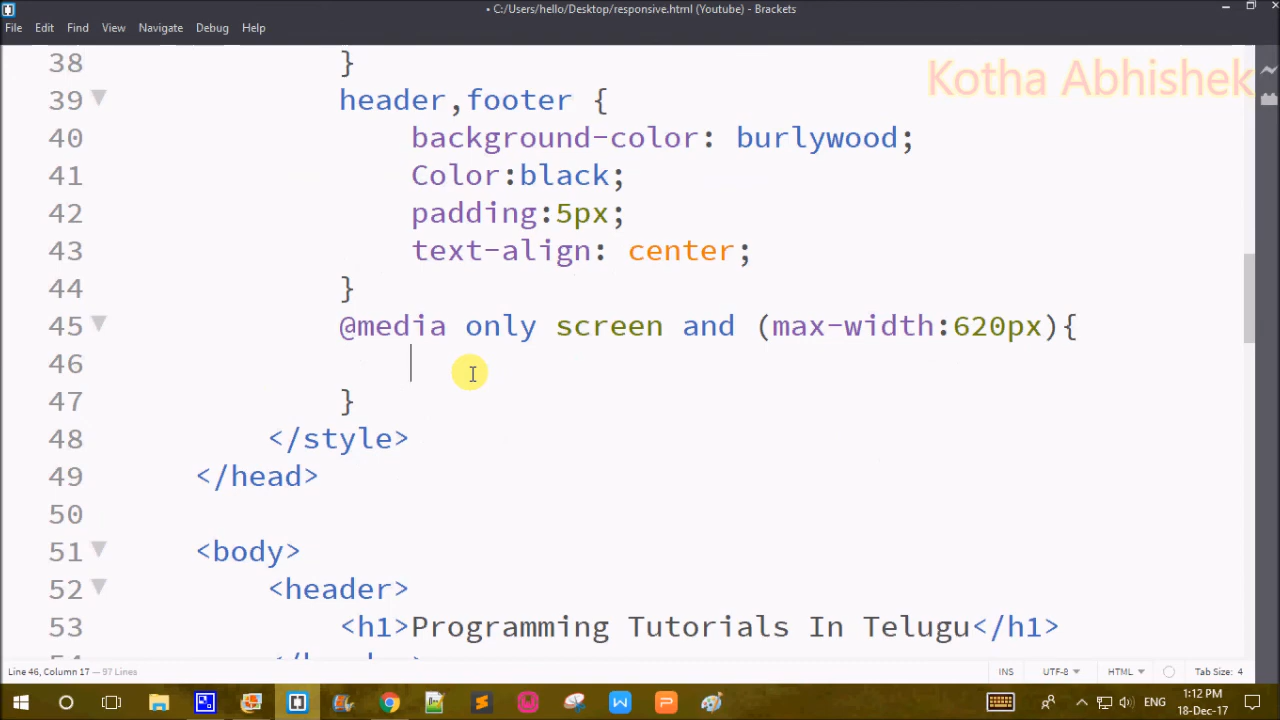 • C:/Users/hello/Desktop/responsive.html (Youtube) - Brackets
File Edit Find View Navigate Debug Help
Kotha Abhishek
38 }
39 header,footer {
40 background-color: burlywood;
41 Color:black;
42 padding:5px;
43 text-align: center;
44 }
45 @media only screen and (max-width:620px){
46
47 }
48 </style>
49 </head>
50
51 <body>
52 <header>
53 <h1>Programming Tutorials In Telugu</h1>
Line 46, Column 17 — 97 Lines
INS UTF-8 HTML Tab Size: 4
ENG 1:12 PM
18-Dec-17